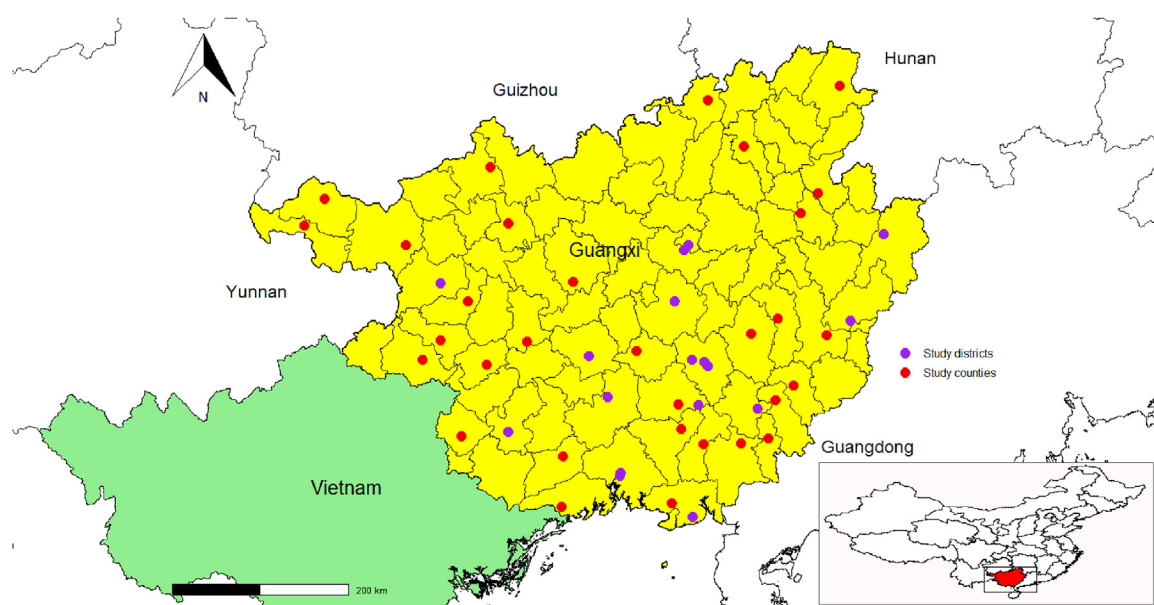 Hunan
Guizhou
N
Guangxi
Yunnan
Study districts
Study counties
Guangdong
Vietnam
200 km